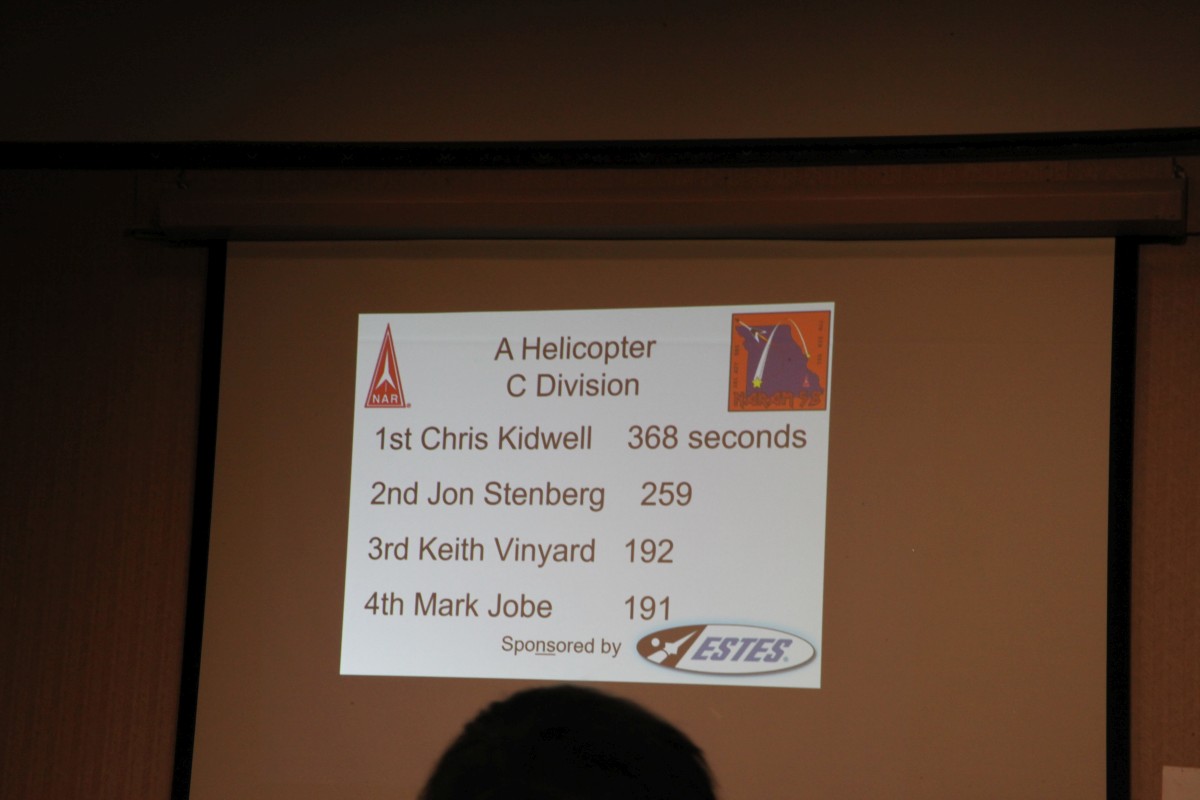 A Helicopter
C Division
NAR
1st Chris Kidwell 368 seconds
2nd Jon Stenberg 259
3rd Keith Vinyard 192
4th Mark Jobe 191
Sponsored by ESTES